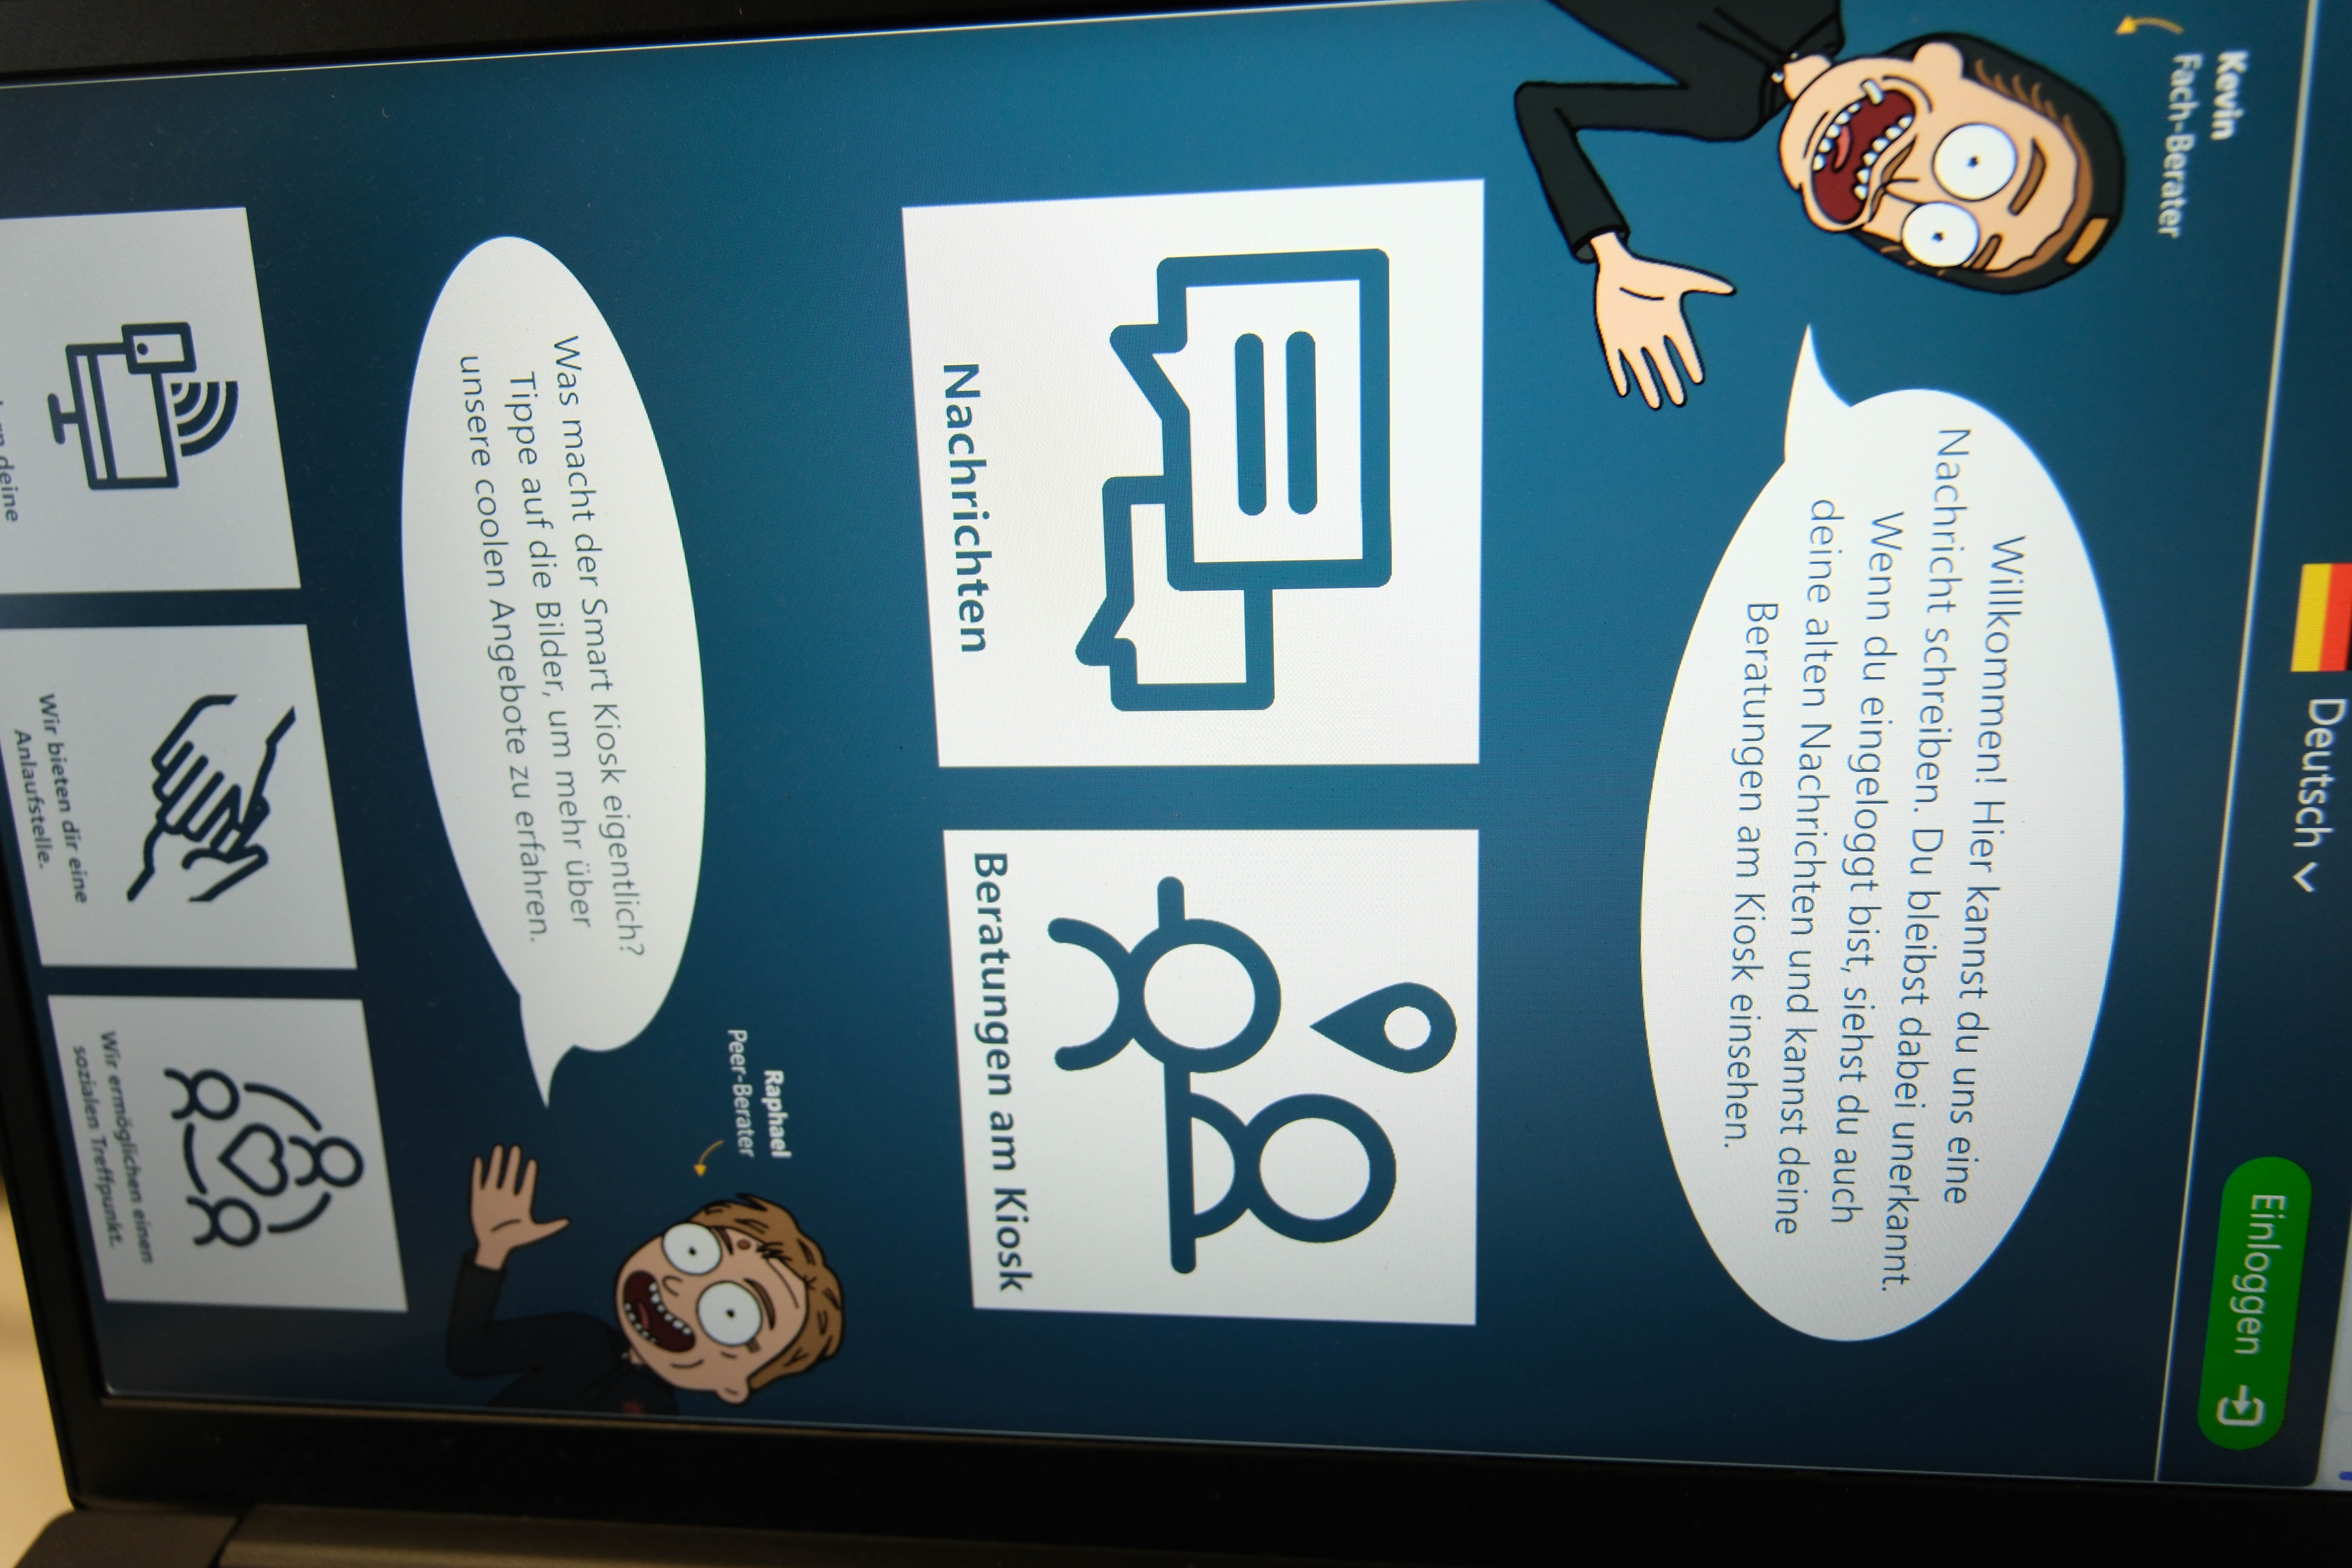 Deutsch
Einloggen
Kevin
Fach-Berater
Willkommen! Hier kannst du uns eine
Nachricht schreiben. Du bleibst dabei unerkannt.
Wenn du eingeloggt bist, siehst du auch
deine alten Nachrichten und kannst deine
Beratungen am Kiosk einsehen.
Nachrichten
Beratungen am Kiosk
Raphael
Peer-Berater
Was macht der Smart Kiosk eigentlich?
Tippe auf die Bilder, um mehr über
unsere coolen Angebote zu erfahren.
deine
Wir bieten dir eine
Anlaufstelle.
Wir ermöglichen einen
sozialen Treffpunkt.